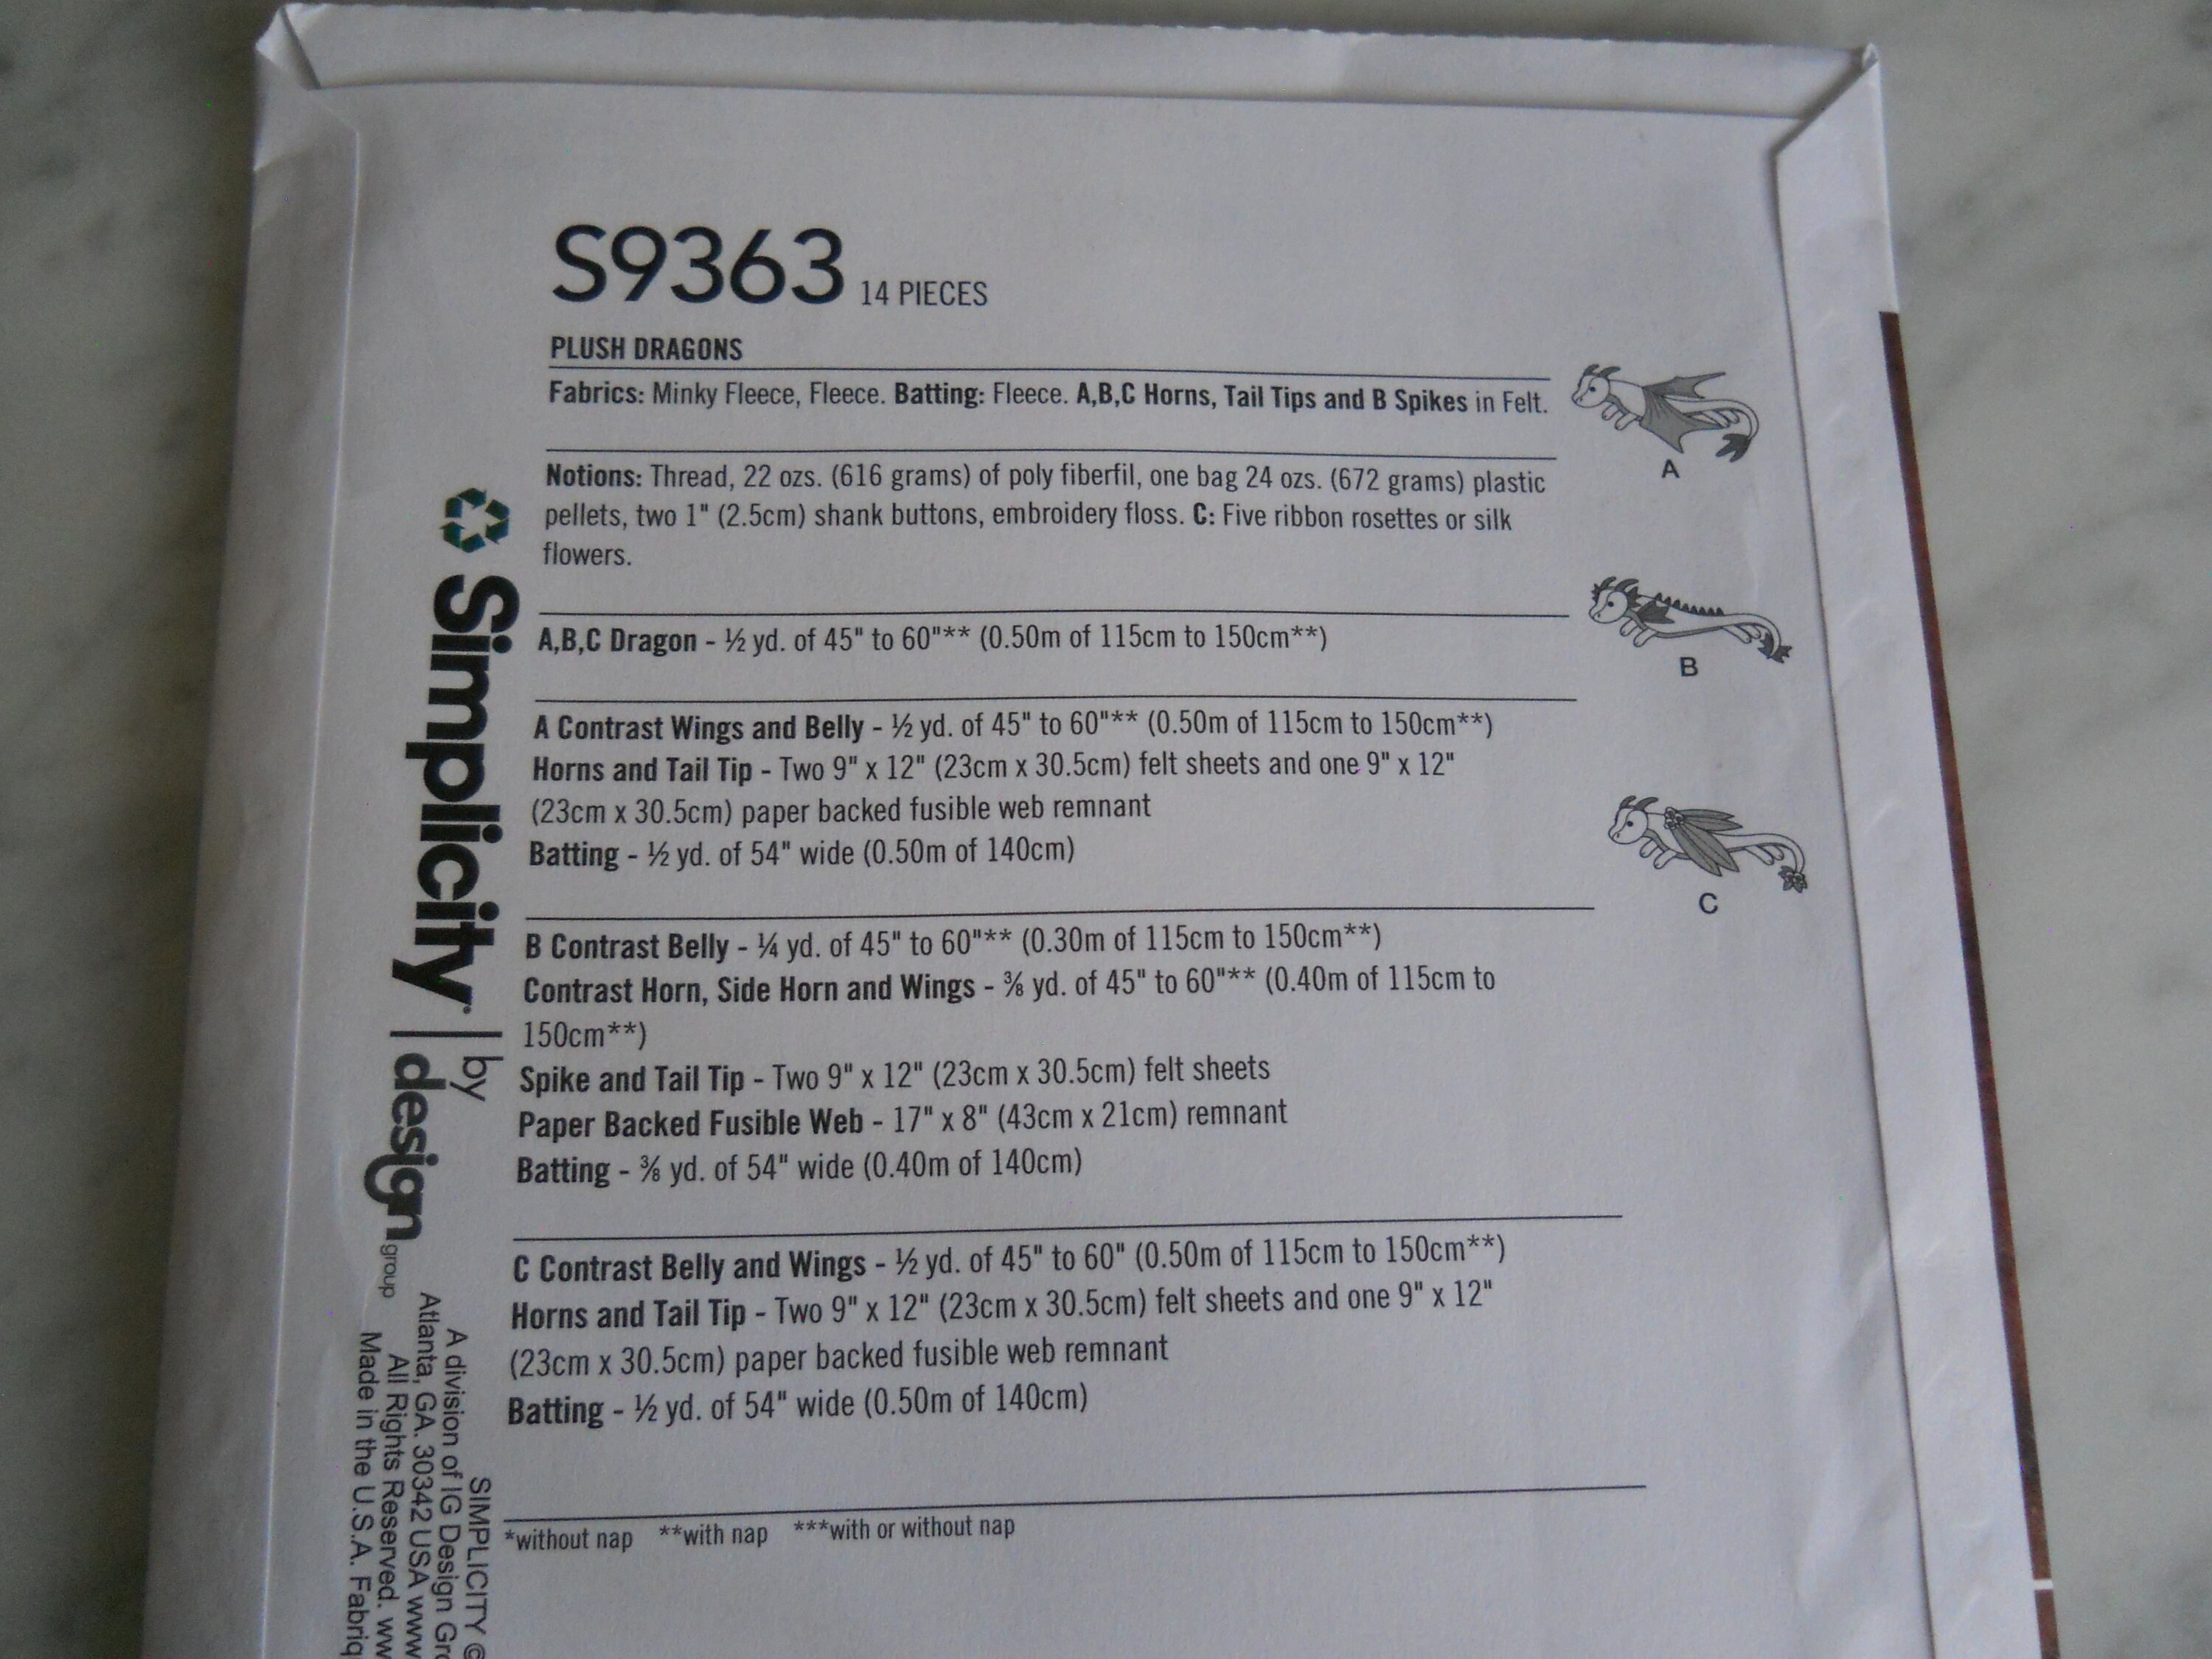 S9363 14 PIECES
PLUSH DRAGONS
Fabrics: Minky Fleece, Fleece. Batting: Fleece. A,B,C Horns, Tail Tips and B Spikes in Felt.
Notions: Thread, 22 ozs. (616 grams) of poly fiberfil, one bag 24 ozs. (672 grams) plastic
pellets, two 1" (2.5cm) shank buttons, embroidery floss. C: Five ribbon rosettes or silk
flowers.
A,B,C Dragon - ½ yd. of 45" to 60"** (0.50m of 115cm to 150cm**)
A Contrast Wings and Belly - ½ yd. of 45" to 60"** (0.50m of 115cm to 150cm**)
Horns and Tail Tip - Two 9" x 12" (23cm x 30.5cm) felt sheets and one 9" x 12"
(23cm x 30.5cm) paper backed fusible web remnant
Batting - ½ yd. of 54" wide (0.50m of 140cm)
B Contrast Belly - ¼ yd. of 45" to 60"** (0.30m of 115cm to 150cm**)
Contrast Horn, Side Horn and Wings - ⅜ yd. of 45" to 60"** (0.40m of 115cm to
150cm**)
Spike and Tail Tip - Two 9" x 12" (23cm x 30.5cm) felt sheets
Paper Backed Fusible Web - 17" x 8" (43cm x 21cm) remnant
Batting - ⅜ yd. of 54" wide (0.40m of 140cm)
C Contrast Belly and Wings - ½ yd. of 45" to 60" (0.50m of 115cm to 150cm**)
Horns and Tail Tip - Two 9" x 12" (23cm x 30.5cm) felt sheets and one 9" x 12"
(23cm x 30.5cm) paper backed fusible web remnant
Batting - ½ yd. of 54" wide (0.50m of 140cm)
*without nap **with nap ***with or without nap
A
B
C
Simplicity | by design group
SIMPLICITY ©
A division of IG Design Gr
Atlanta, GA. 30342 USA www
All Rights Reserved. ww
Made in the U.S.A. Fabriq